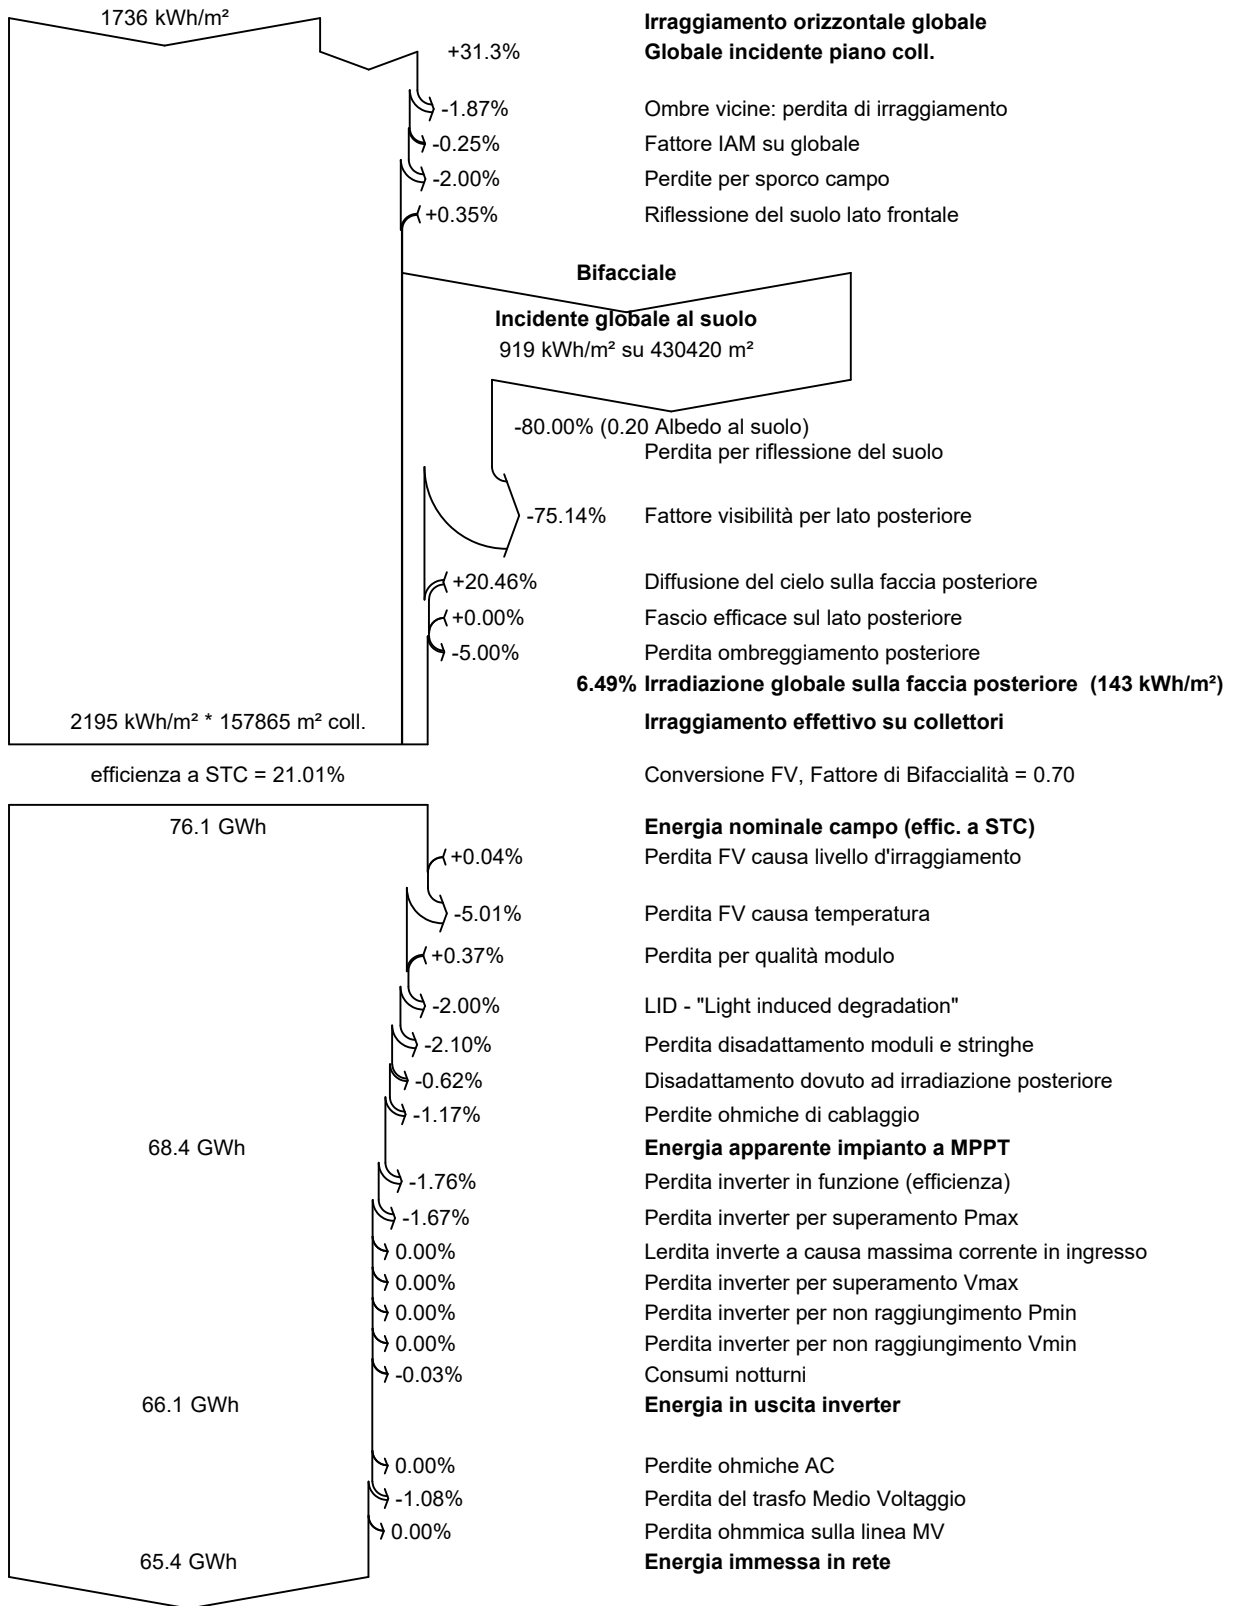 1736 kWh/m² Irraggiamento orizzontale globale
+31.3% Globale incidente piano coll.
-1.87% Ombre vicine: perdita di irraggiamento
-0.25% Fattore IAM su globale
-2.00% Perdite per sporco campo
+0.35% Riflessione del suolo lato frontale
Bifacciale
Incidente globale al suolo
919 kWh/m² su 430420 m²
-80.00% (0.20 Albedo al suolo)
Perdita per riflessione del suolo
-75.14% Fattore visibilità per lato posteriore
+20.46% Diffusione del cielo sulla faccia posteriore
+0.00% Fascio efficace sul lato posteriore
-5.00% Perdita ombreggiamento posteriore
6.49% Irradiazione globale sulla faccia posteriore (143 kWh/m²)
2195 kWh/m² * 157865 m² coll. Irraggiamento effettivo su collettori
efficienza a STC = 21.01% Conversione FV, Fattore di Bifaccialità = 0.70
76.1 GWh Energia nominale campo (effic. a STC)
+0.04% Perdita FV causa livello d'irraggiamento
-5.01% Perdita FV causa temperatura
+0.37% Perdita per qualità modulo
-2.00% LID - "Light induced degradation"
-2.10% Perdita disadattamento moduli e stringhe
-0.62% Disadattamento dovuto ad irradiazione posteriore
-1.17% Perdite ohmiche di cablaggio
68.4 GWh Energia apparente impianto a MPPT
-1.76% Perdita inverter in funzione (efficienza)
-1.67% Perdita inverter per superamento Pmax
0.00% Lerdita inverte a causa massima corrente in ingresso
0.00% Perdita inverter per superamento Vmax
0.00% Perdita inverter per non raggiungimento Pmin
0.00% Perdita inverter per non raggiungimento Vmin
-0.03% Consumi notturni
66.1 GWh Energia in uscita inverter
0.00% Perdite ohmiche AC
-1.08% Perdita del trasfo Medio Voltaggio
0.00% Perdita ohmmica sulla linea MV
65.4 GWh Energia immessa in rete